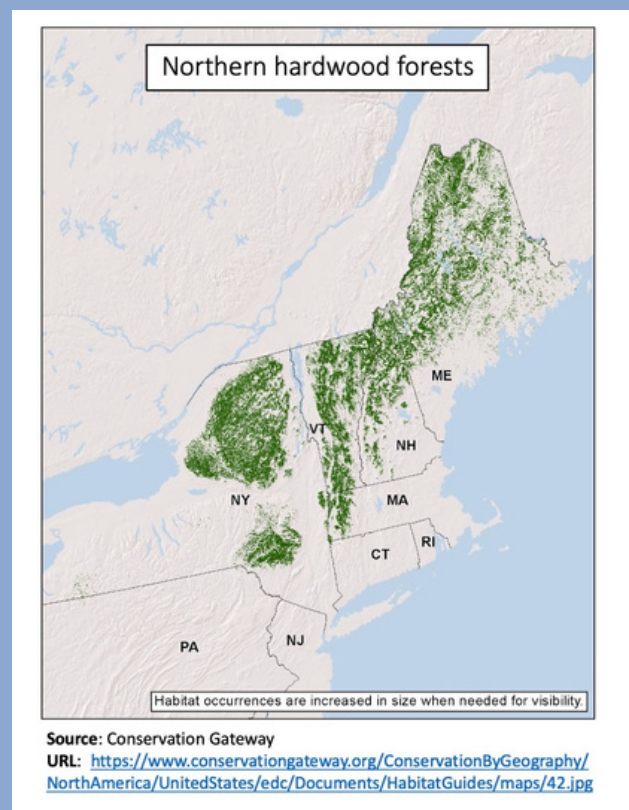 Northern hardwood forests
ME
VT
NH
NY
MA
CT
RI
PA
NJ
Habitat occurrences are increased in size when needed for visibility.
Source: Conservation Gateway
URL: https://www.conservationgateway.org/ConservationByGeography/
NorthAmerica/UnitedStates/edc/Documents/HabitatGuides/maps/42.jpg